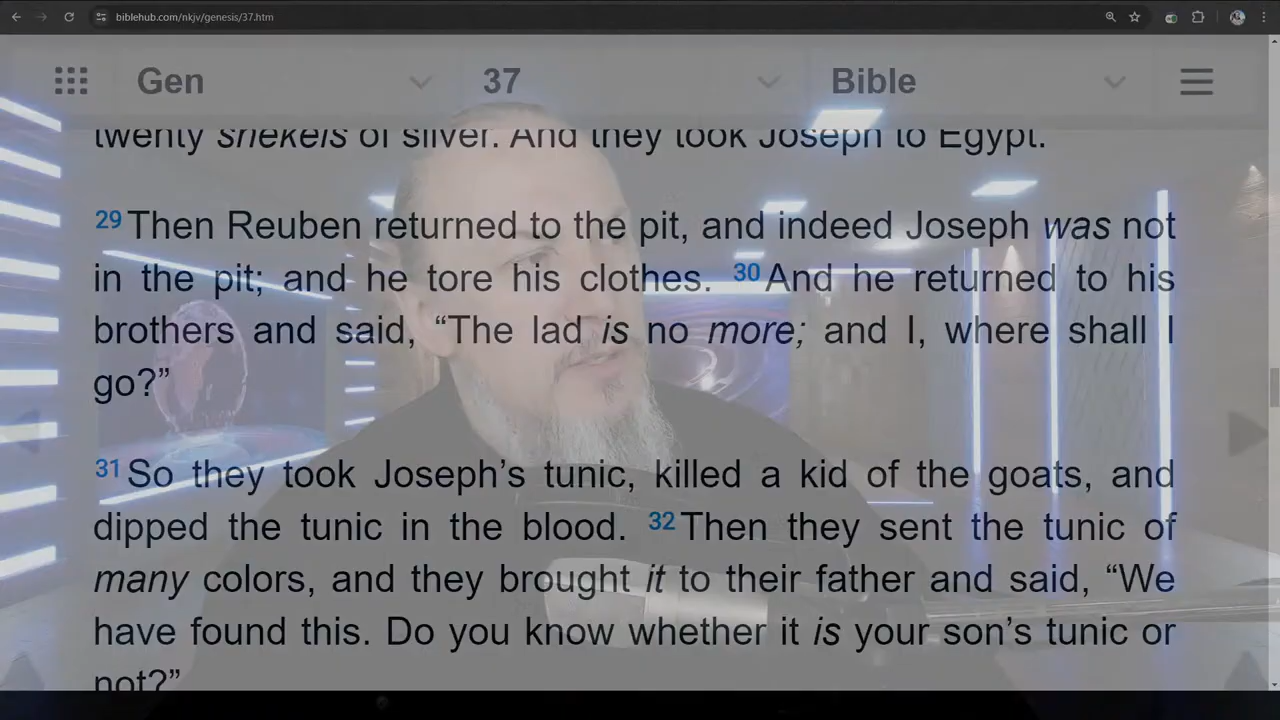 biblehub.com/nkjv/genesis/37.htm
Gen 37 Bible
twenty shekels of silver. And they took Joseph to Egypt.
29 Then Reuben returned to the pit, and indeed Joseph was not
in the pit; and he tore his clothes. 30 And he returned to his
brothers and said, “The lad is no more; and I, where shall I
go?”
31 So they took Joseph’s tunic, killed a kid of the goats, and
dipped the tunic in the blood. 32 Then they sent the tunic of
many colors, and they brought it to their father and said, “We
have found this. Do you know whether it is your son’s tunic or
not?”